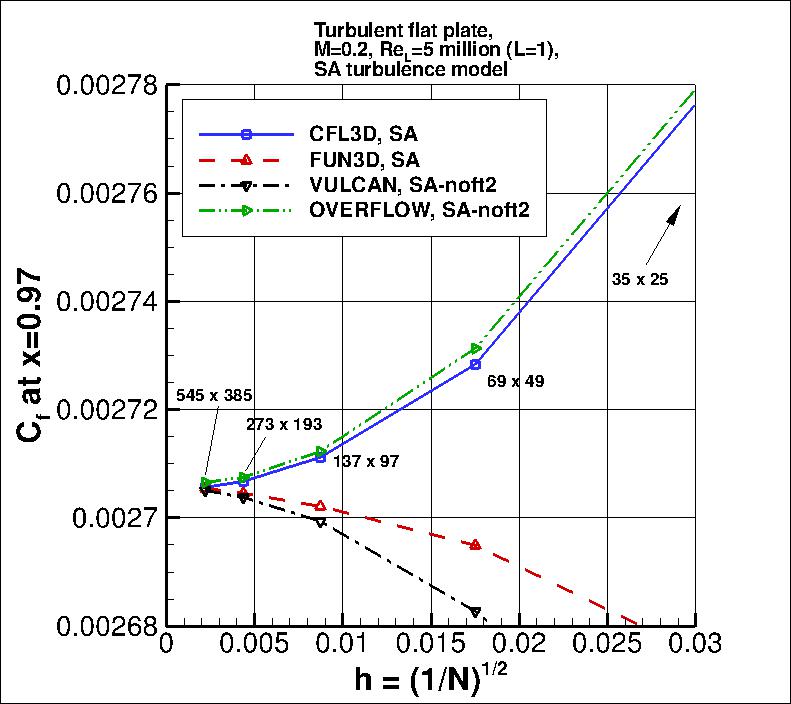 Turbulent flat plate,
M=0.2, ReL=5 million (L=1),
SA turbulence model
CFL3D, SA
FUN3D, SA
VULCAN, SA-noft2
OVERFLOW, SA-noft2
0.00278
0.00276
0.00274
0.00272
0.0027
0.00268
Cf at x=0.97
35 x 25
69 x 49
545 x 385
273 x 193
137 x 97
0 0.005 0.01 0.015 0.02 0.025 0.03
h = (1/N)1/2